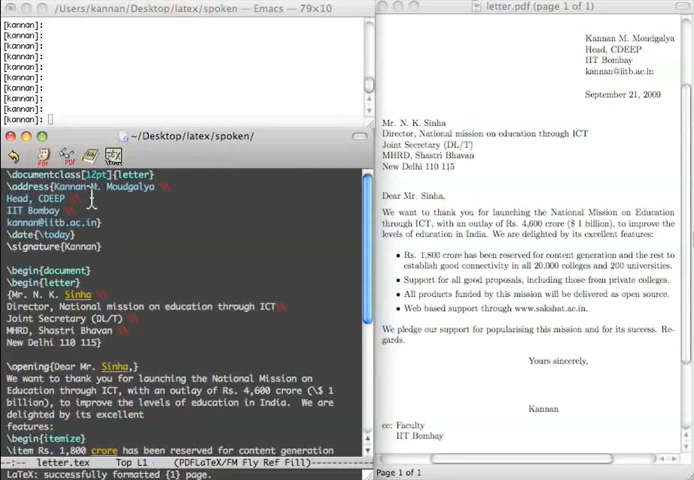 /Users/kannan/Desktop/latex/spoken/ — Emacs — 79×10
[kannan]:
[kannan]:
[kannan]:
[kannan]:
[kannan]:
[kannan]:
[kannan]:
[kannan]:
[kannan]:
~/Desktop/latex/spoken/
\documentclass[12pt]{letter}
\address{Kannan~M. Moudgalya \\
Head, CDEEP \\
IIT Bombay \\
kannan@iitb.ac.in}
\date{\today}
\signature{Kannan}
\begin{document}
\begin{letter}
{Mr. N. K. Sinha \\
Director, National mission on education through ICT\\
Joint Secretary (DL/T) \\
MHRD, Shastri Bhavan \\
New Delhi 110 115}
\opening{Dear Mr. Sinha,}
We want to thank you for launching the National Mission on
Education through ICT, with an outlay of Rs. 4,600 crore (\$ 1
billion), to improve the levels of education in India.  We are
delighted by its excellent
features:
\begin{itemize}
\item Rs. 1,800 crore has been reserved for content generation
--:-- letter.tex Top L1 (PDFLaTeX/FM Fly Ref Fill)
LaTeX: successfully formatted {1} page.
letter.pdf (page 1 of 1)
Kannan M. Moudgalya
Head, CDEEP
IIT Bombay
kannan@iitb.ac.in
September 21, 2009
Mr. N. K. Sinha
Director, National mission on education through ICT
Joint Secretary (DL/T)
MHRD, Shastri Bhavan
New Delhi 110 115
Dear Mr. Sinha,
We want to thank you for launching the National Mission on Education
through ICT, with an outlay of Rs. 4,600 crore ($ 1 billion), to improve the
levels of education in India. We are delighted by its excellent features:
• Rs. 1,800 crore has been reserved for content generation and the rest to
establish good connectivity in all 20,000 colleges and 200 universities.
• Support for all good proposals, including those from private colleges.
• All products funded by this mission will be delivered as open source.
• Web based support through www.sakshat.ac.in.
We pledge our support for popularising this mission and for its success. Re-
gards.
Yours sincerely,
Kannan
cc: Faculty
IIT Bombay
Page 1 of 1